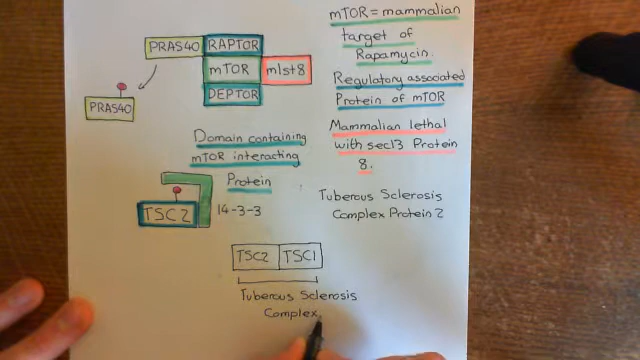 mTOR = mammalian
target of
Rapamycin.
PRAS40 RAPTOR
mTOR mlst8
DEPTOR
PRAS40
Regulatory associated
Protein of mTOR
Mammalian lethal
with sec13 Protein
8.
Domain containing
mTOR interacting
Protein
TSC2 14-3-3
Tuberous Sclerosis
Complex Protein 2
TSC2 TSC1
Tuberous Sclerosis
Complex